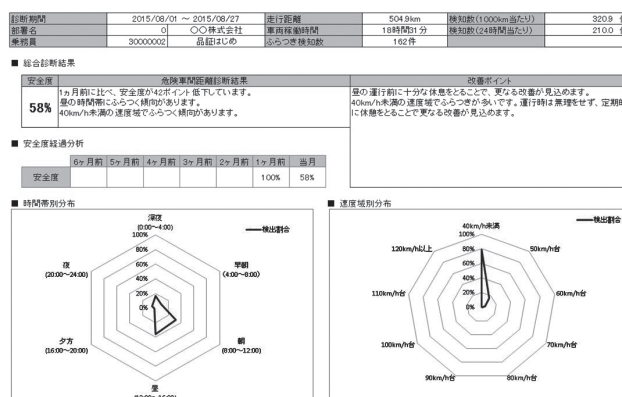 診断期間 2015/08/01 ～ 2015/08/27 走行距離 504.9km 検知数(1000km当たり) 320.9
部署名 0 〇〇株式会社 車両稼働時間 18時間31分 検知数(24時間当たり) 210.0
乗務員 30000002 品証はじめ ふらつき検知数 162件
■ 総合診断結果
安全度 危険車間距離診断結果 改善ポイント
58%
1ヵ月前に比べ、安全度が42ポイント低下しています。
昼の時間帯にふらつく傾向があります。
40km/h未満の速度域でふらつく傾向があります。
昼の運行前に十分な休息をとることで、更なる改善が見込めます。
40km/h未満の速度域でふらつきが多いです。運行時は無理をせず、定期
に休憩をとることで更なる改善が見込めます。
■ 安全度経過分析
6ヶ月前 5ヶ月前 4ヶ月前 3ヶ月前 2ヶ月前 1ヶ月前 当月
安全度 100% 58%
■ 時間帯別分布
深夜
(0:00～4:00)
検出割合
100%
80%
60%
40%
20%
0%
早朝
(4:00～8:00)
朝
(8:00～12:00)
昼
夕方
(16:00～20:00)
夜
(20:00～24:00)
■ 速度域別分布
40km/h未満
検出割合
100%
80%
60%
40%
20%
0%
50km/h台
60km/h台
70km/h台
80km/h台
90km/h台
100km/h台
110km/h台
120km/h以上